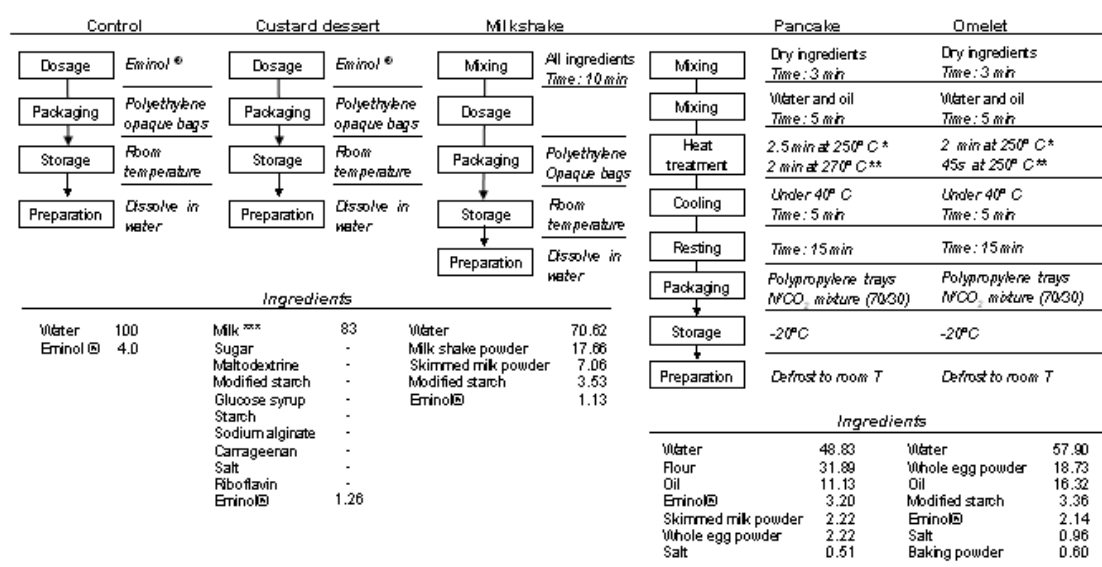 Control Custard dessert Milkshake Pancake Omelet
Dosage Eminol ®
Packaging Polyethylene opaque bags
Storage Room temperature
Preparation Dissolve in water
Dosage Eminol ®
Packaging Polyethylene opaque bags
Storage Room temperature
Preparation Dissolve in water
Mixing All ingredients Time: 10 min
Dosage
Packaging Polyethylene Opaque bags
Storage Room temperature
Preparation Dissolve in water
Mixing Dry ingredients Time: 3 min Dry ingredients Time: 3 min
Mixing Water and oil Time: 5 min Water and oil Time: 5 min
Heat treatment 2.5 min at 250º C * 2 min at 270º C** 2 min at 250º C* 45s at 250º C**
Cooling Under 40º C Time: 5 min Under 40º C Time: 5 min
Resting Time: 15 min Time: 15 min
Packaging Polypropylene trays N/CO2 mixture (70/30) Polypropylene trays N/CO2 mixture (70/30)
Storage -20ºC -20ºC
Preparation Defrost to room T Defrost to room T
Ingredients
Water 100
Eminol ® 4.0
Milk *** 83
Sugar -
Maltodextrine -
Modified starch -
Glucose syrup -
Starch -
Sodium alginate -
Carrageenan -
Salt -
Riboflavin -
Eminol® 1.26
Water 70.62
Milk shake powder 17.66
Skimmed milk powder 7.06
Modified starch 3.53
Eminol® 1.13
Ingredients
Water 48.83
Flour 31.89
Oil 11.13
Eminol® 3.20
Skimmed milk powder 2.22
Whole egg powder 2.22
Salt 0.51
Water 57.90
Whole egg powder 18.73
Oil 16.32
Modified starch 3.36
Eminol® 2.14
Salt 0.96
Baking powder 0.60